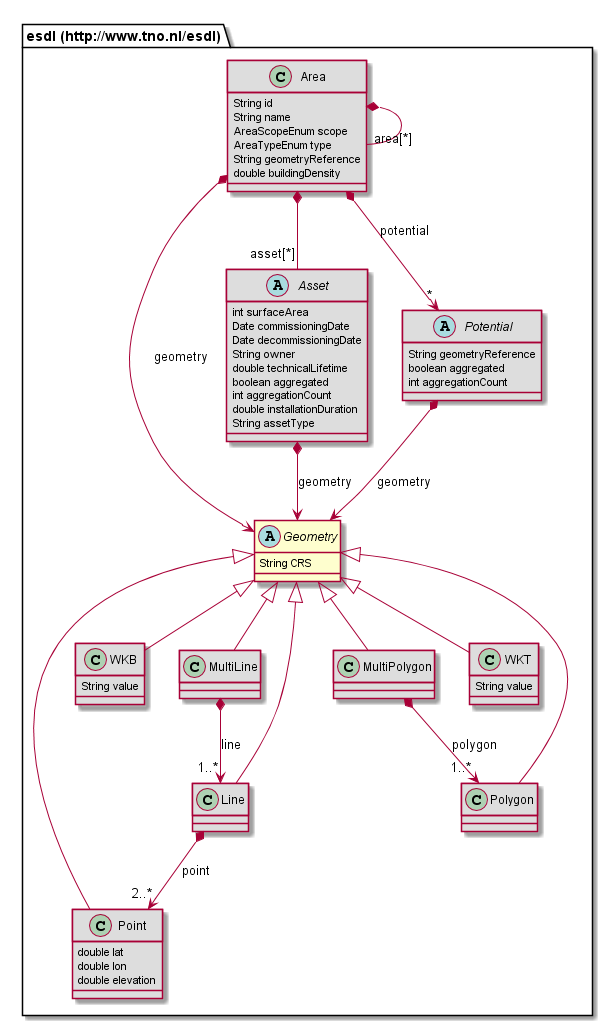 esdl (http://www.tno.nl/esdl)
C Area
String id
String name
AreaScopeEnum scope
AreaTypeEnum type
String geometryReference
double buildingDensity
area[*]
potential
asset[*]
*
A Asset
int surfaceArea
Date commissioningDate
Date decommissioningDate
String owner
double technicalLifetime
boolean aggregated
int aggregationCount
double installationDuration
String assetType
A Potential
String geometryReference
boolean aggregated
int aggregationCount
geometry
geometry
geometry
A Geometry
String CRS
C WKB
String value
C MultiLine
C MultiPolygon
C WKT
String value
line
1..*
polygon
1..*
C Line
C Polygon
point
2..*
C Point
double lat
double lon
double elevation